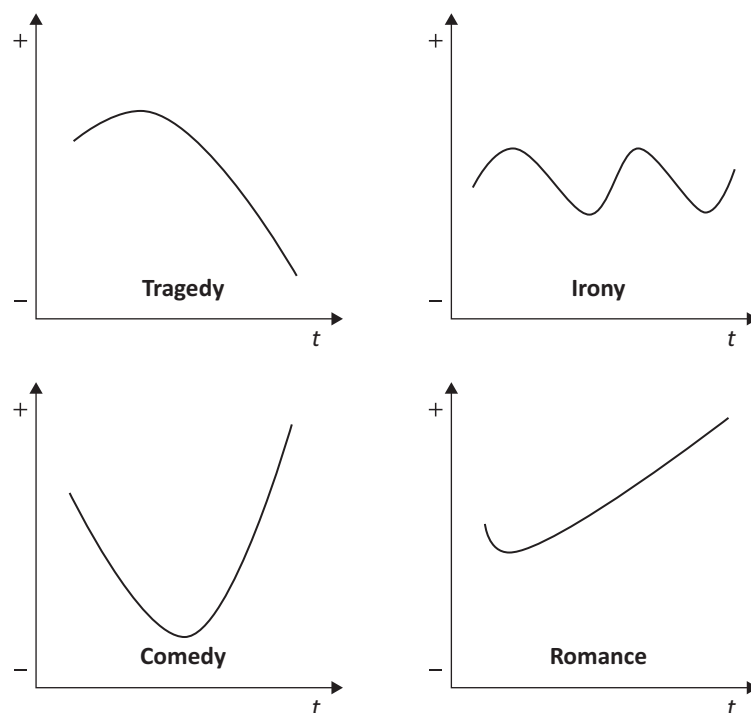 +
+
Tragedy
Irony
–
–
t
t
+
+
Comedy
Romance
–
–
t
t